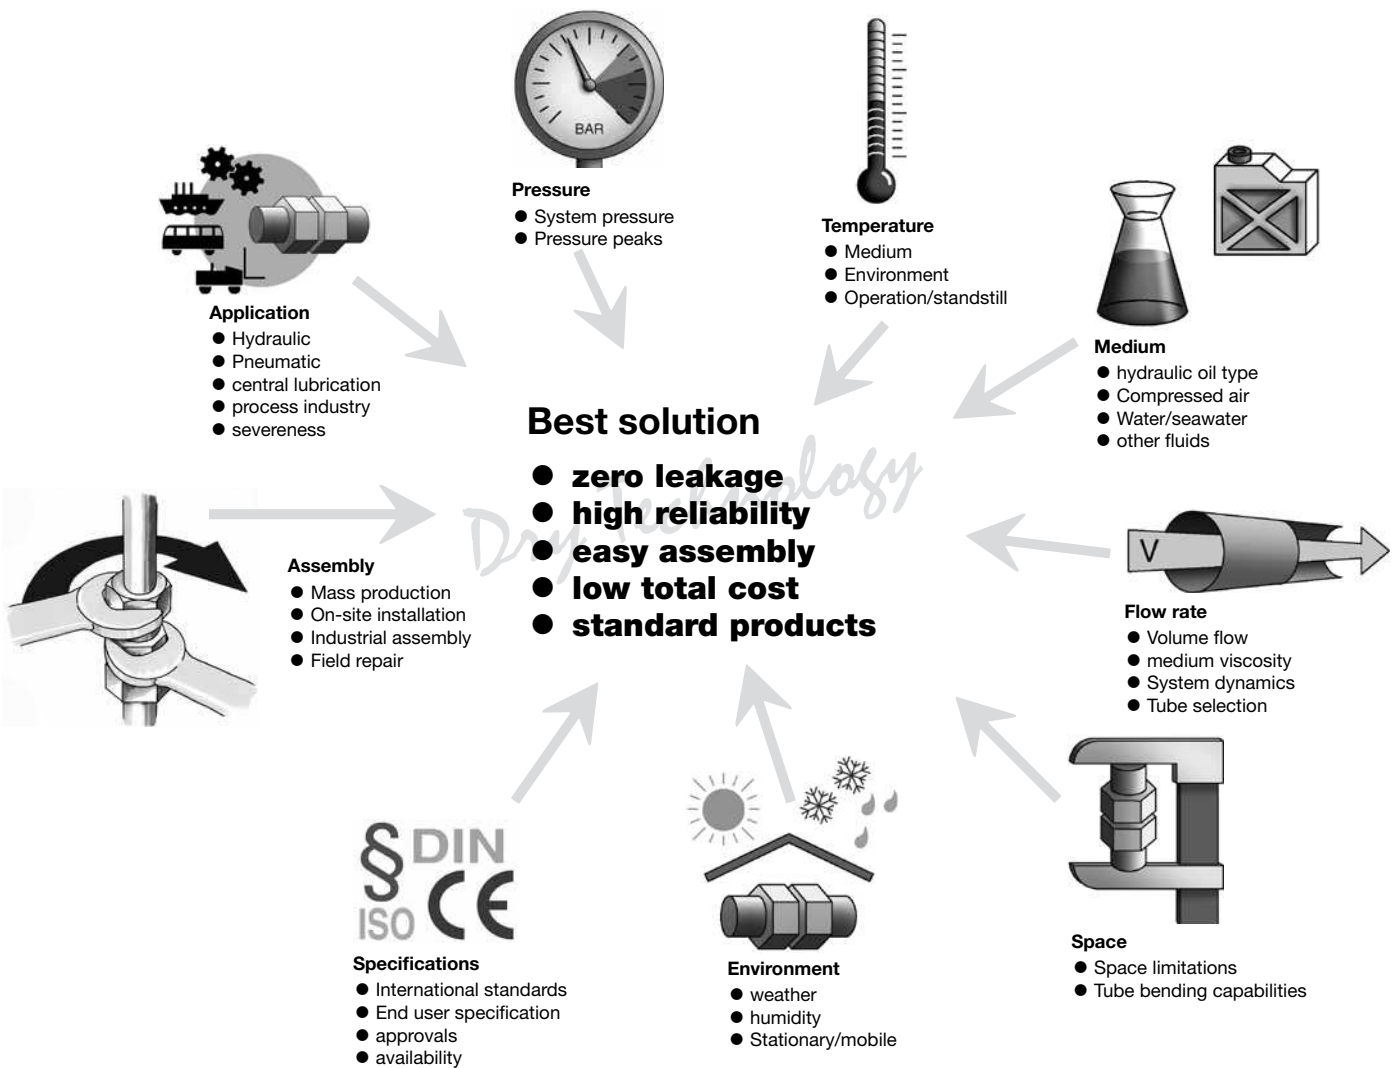 BAR
Pressure
● System pressure
● Pressure peaks
Temperature
● Medium
● Environment
● Operation/standstill
Application
● Hydraulic
● Pneumatic
● central lubrication
● process industry
● severeness
Medium
● hydraulic oil type
● Compressed air
● Water/seawater
● other fluids
Best solution
● zero leakage
● high reliability
● easy assembly
● low total cost
● standard products
Dry Technology
Assembly
● Mass production
● On-site installation
● Industrial assembly
● Field repair
V
Flow rate
● Volume flow
● medium viscosity
● System dynamics
● Tube selection
§ DIN
ISO CE
Specifications
● International standards
● End user specification
● approvals
● availability
Environment
● weather
● humidity
● Stationary/mobile
Space
● Space limitations
● Tube bending capabilities